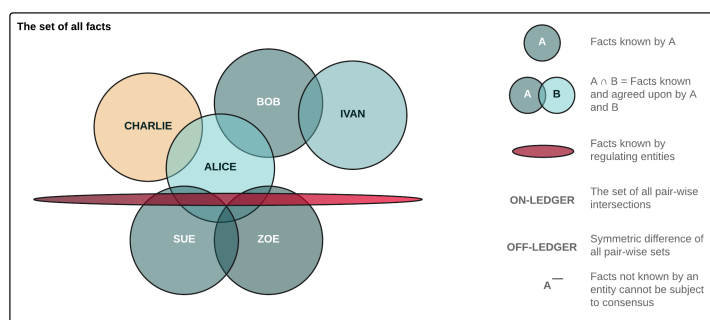 The set of all facts
CHARLIE
BOB
IVAN
ALICE
SUE
ZOE
A
Facts known by A
A
B
A ∩ B = Facts known
and agreed upon by A
and B
Facts known by
regulating entities
ON-LEDGER
The set of all pair-wise
intersections
OFF-LEDGER
Symmetric difference of
all pair-wise sets
A‾
Facts not known by an
entity cannot be subject
to consensus